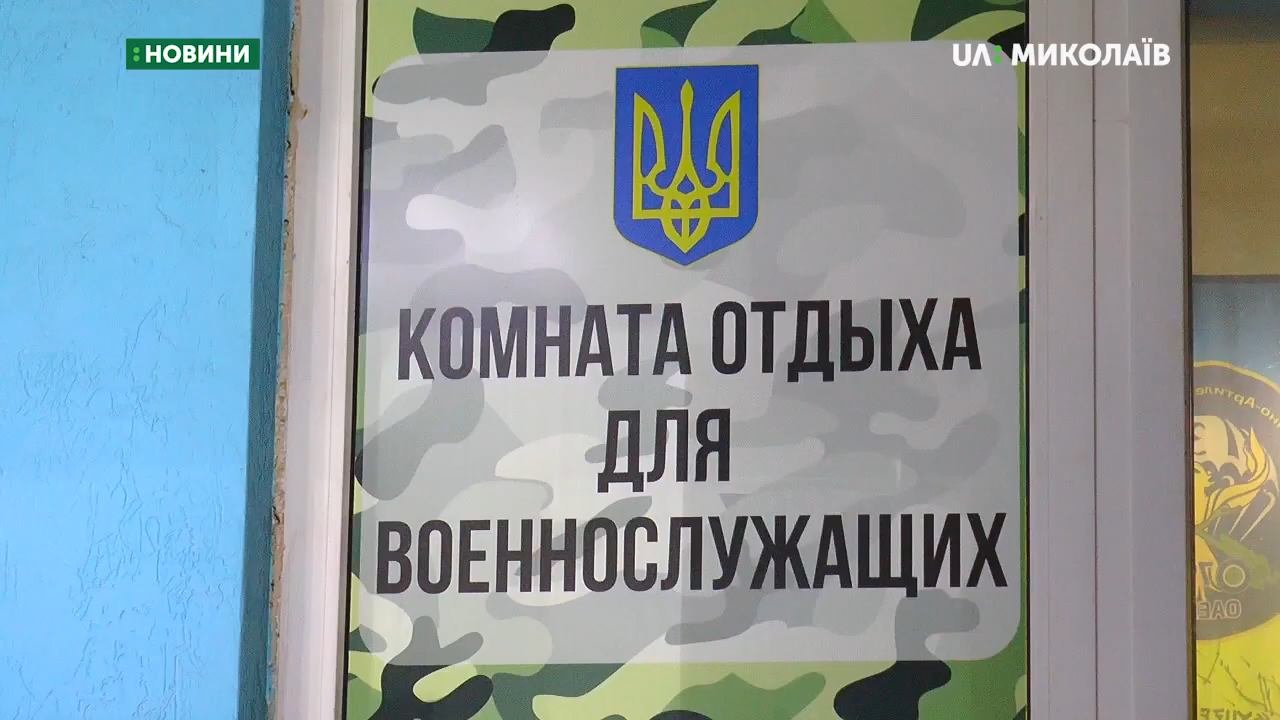 :НОВИНИ
UA: МИКОЛАЇВ
КОМНАТА ОТДЫХА
ДЛЯ
ВОЕННОСЛУЖАЩИХ